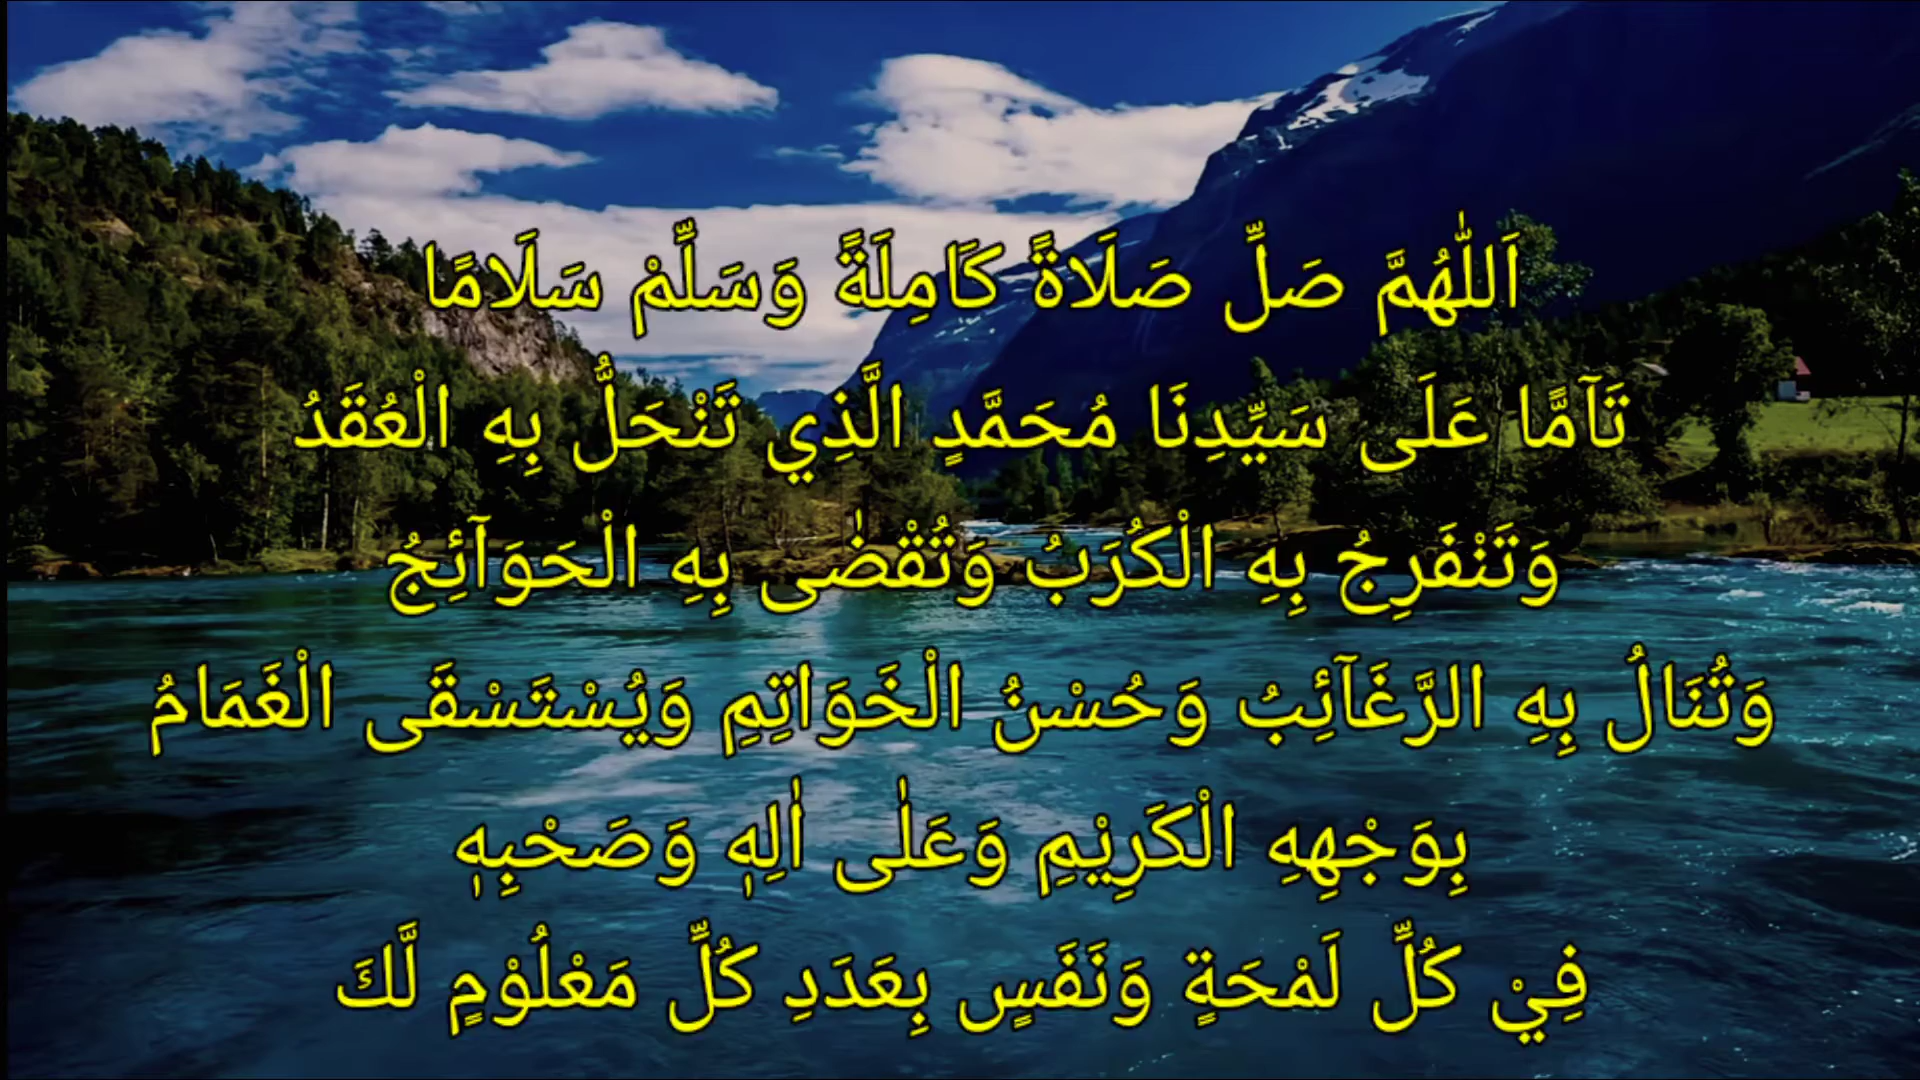 اَللّٰهُمَّ صَلِّ صَلَاةً كَامِلَةً وَسَلِّمْ سَلَامًا
تَآمًّا عَلَى سَيِّدِنَا مُحَمَّدٍ الَّذِي تَنْحَلُّ بِهِ الْعُقَدُ
وَتَنْفَرِجُ بِهِ الْكُرَبُ وَتُقْضٰى بِهِ الْحَوَآئِجُ
وَتُنَالُ بِهِ الرَّغَآئِبُ وَحُسْنُ الْخَوَاتِمِ وَيُسْتَسْقَى الْغَمَامُ
بِوَجْهِهِ الْكَرِيْمِ وَعَلٰى اٰلِهٖ وَصَحْبِهٖ
فِيْ كُلِّ لَمْحَةٍ وَنَفَسٍ بِعَدَدِ كُلِّ مَعْلُوْمٍ لَّكَ